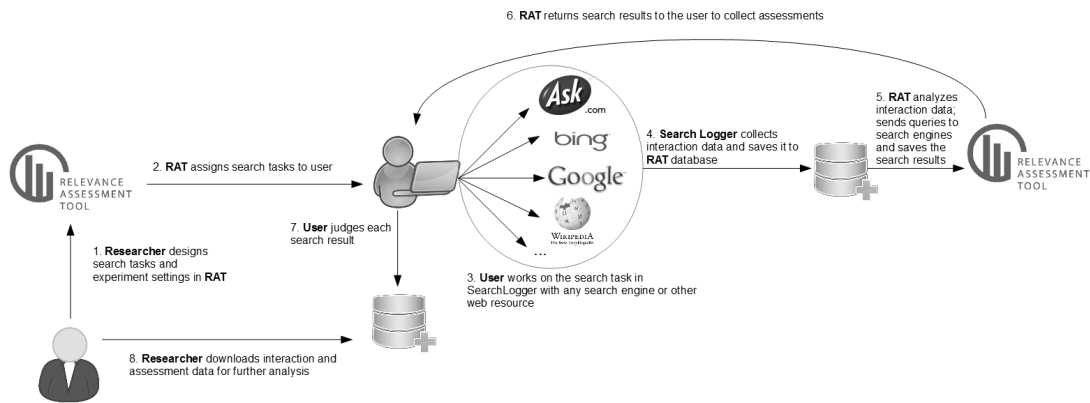 6. RAT returns search results to the user to collect assessments
Ask
.com
bing
Google
WIKIPEDIA
...
RELEVANCE
ASSESSMENT
TOOL
2. RAT assigns search tasks to user
4. Search Logger collects
interaction data and saves it to
RAT database
5. RAT analyzes
interaction data;
sends queries to
search engines
and saves the
search results
RELEVANCE
ASSESSMENT
TOOL
1. Researcher designs
search tasks and
experiment settings in RAT
7. User judges each
search result
3. User works on the search task in
SearchLogger with any search engine or other
web resource
8. Researcher downloads interaction and
assessment data for further analysis